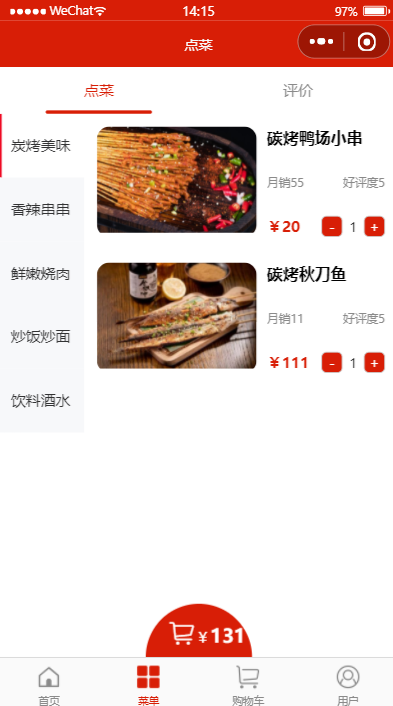 WeChat 14:15 97%
点菜
点菜 评价
炭烤美味
香辣串串
鲜嫩烧肉
炒饭炒面
饮料酒水
碳烤鸭场小串
月销55 好评度5
¥20 - 1 +
碳烤秋刀鱼
月销11 好评度5
¥111 - 1 +
¥131
首页 菜单 购物车 用户